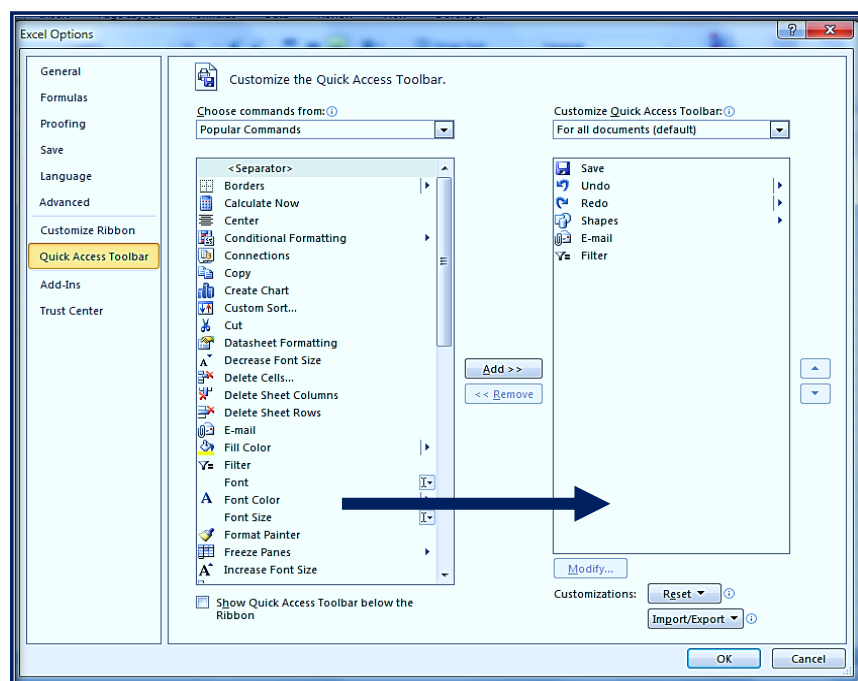 Excel Options
General
Formulas
Proofing
Save
Language
Advanced
Customize Ribbon
Quick Access Toolbar
Add-Ins
Trust Center
Customize the Quick Access Toolbar.
Choose commands from:
Popular Commands
<Separator>
Borders
Calculate Now
Center
Conditional Formatting
Connections
Copy
Create Chart
Custom Sort...
Cut
Datasheet Formatting
Decrease Font Size
Delete Cells...
Delete Sheet Columns
Delete Sheet Rows
E-mail
Fill Color
Filter
Font
Font Color
Font Size
Format Painter
Freeze Panes
Increase Font Size
Show Quick Access Toolbar below the
Ribbon
Add >>
<< Remove
Customize Quick Access Toolbar:
For all documents (default)
Save
Undo
Redo
Shapes
E-mail
Filter
Modify...
Customizations:
Reset
Import/Export
OK
Cancel